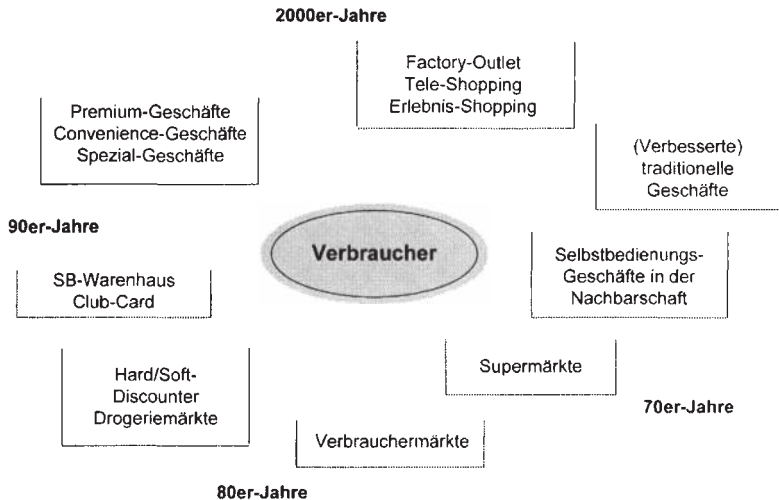 2000er-Jahre
Factory-Outlet
Tele-Shopping
Erlebnis-Shopping
Premium-Geschäfte
Convenience-Geschäfte
Spezial-Geschäfte
(Verbesserte)
traditionelle
Geschäfte
90er-Jahre
Verbraucher
Selbstbedienungs-
Geschäfte in der
Nachbarschaft
SB-Warenhaus
Club-Card
Hard/Soft-
Discounter
Drogeriemärkte
Supermärkte
70er-Jahre
Verbrauchermärkte
80er-Jahre